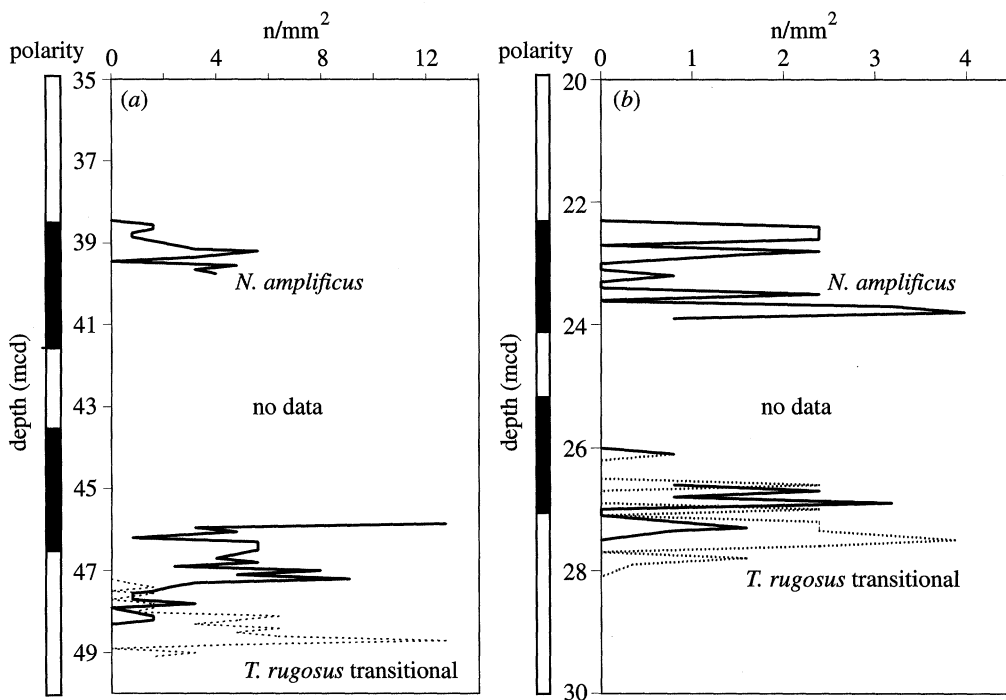 n/mm2
n/mm2
polarity
0 4 8 12
polarity
0 1 2 3 4
35
(a)
20
(b)
37
22
39
N. amplificus
N. amplificus
24
41
depth (mcd)
43
no data
depth (mcd)
no data
26
45
47
28
T. rugosus transitional
49
T. rugosus transitional
30